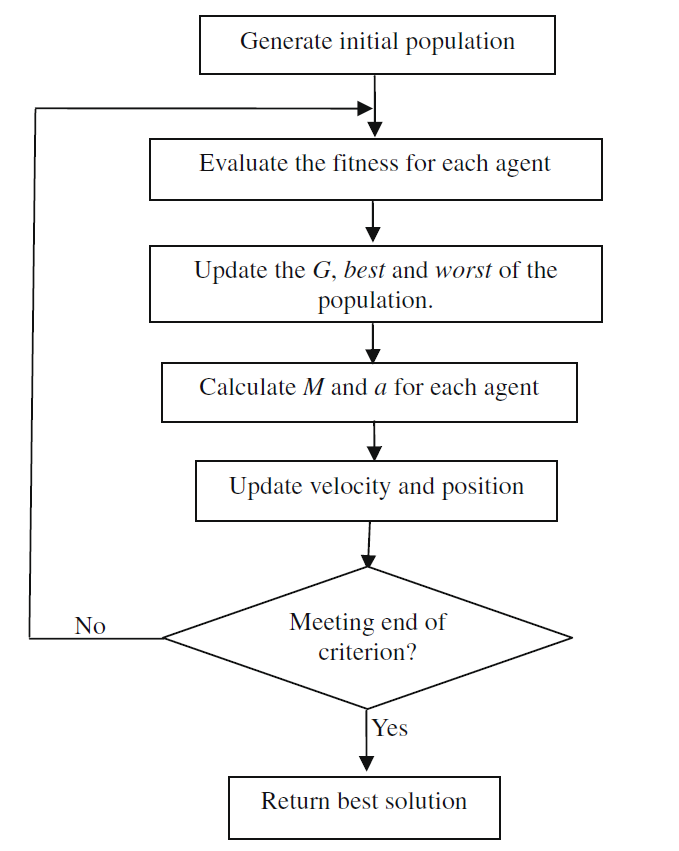 Generate initial population
Evaluate the fitness for each agent
Update the G, best and worst of the
population.
Calculate M and a for each agent
Update velocity and position
Meeting end of
criterion?
No
Yes
Return best solution